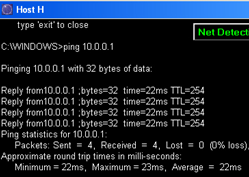 Host H
type 'exit' to close
Net Detect
C:\WINDOWS>ping 10.0.0.1
Pinging 10.0.0.1 with 32 bytes of data:
Reply from10.0.0.1 ;bytes=32 time=22ms TTL=254
Reply from10.0.0.1 ;bytes=32 time=22ms TTL=254
Reply from10.0.0.1 ;bytes=32 time=22ms TTL=254
Reply from10.0.0.1 ;bytes=32 time=22ms TTL=254
Ping statistics for 10.0.0.1:
Packets: Sent = 4, Received = 4, Lost = 0 (0% loss),
Approximate round trip times in milli-seconds:
Minimum = 22ms, Maximum = 23ms, Average = 22ms